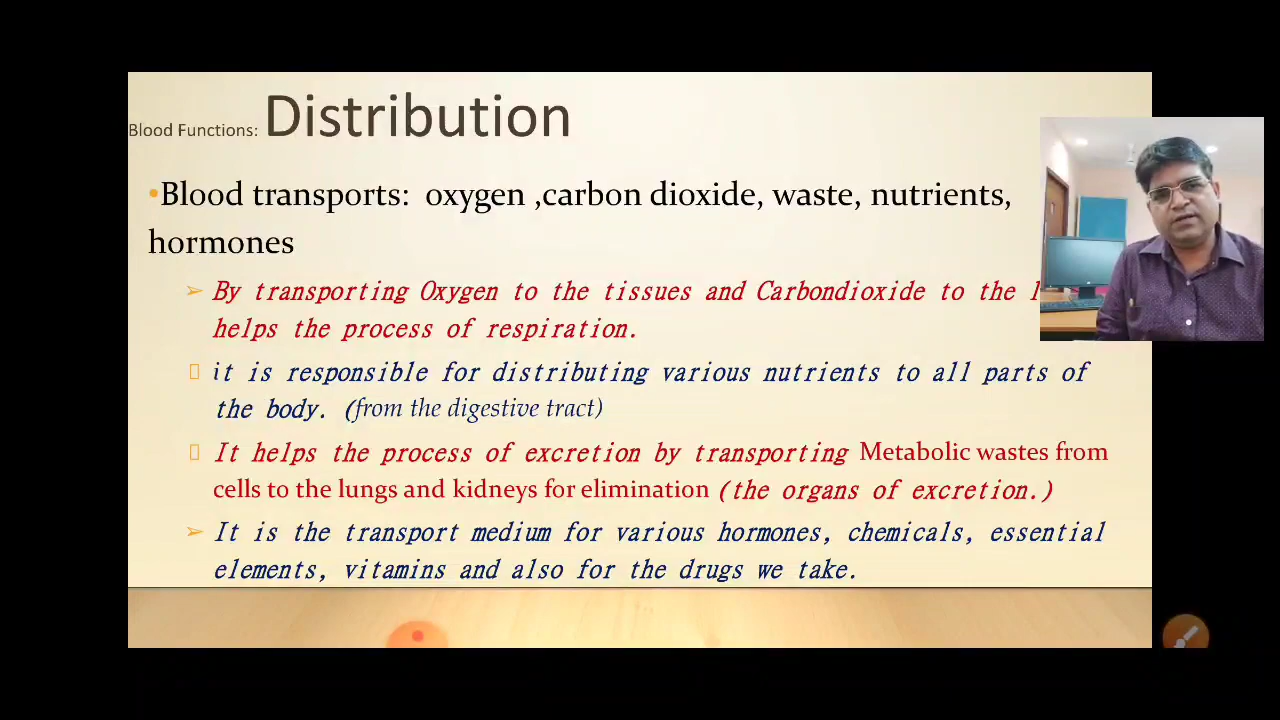 Blood Functions: Distribution
•Blood transports: oxygen ,carbon dioxide, waste, nutrients,
hormones
➢ By transporting Oxygen to the tissues and Carbondioxide to the
helps the process of respiration.
it is responsible for distributing various nutrients to all parts of
the body. (from the digestive tract)
It helps the process of excretion by transporting Metabolic wastes from
cells to the lungs and kidneys for elimination (the organs of excretion.)
➢ It is the transport medium for various hormones, chemicals, essential
elements, vitamins and also for the drugs we take.